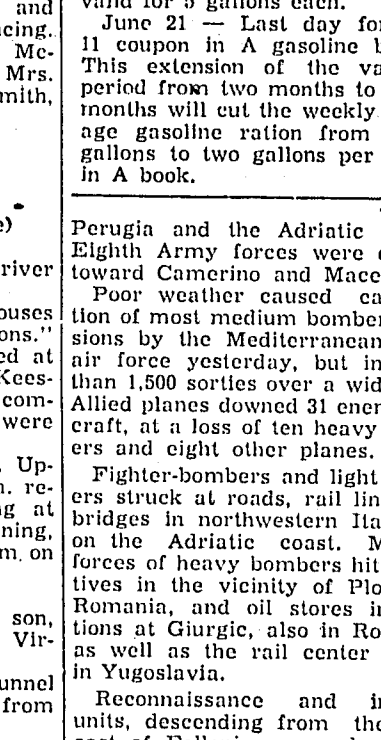 and
cing.
Mc-
Mrs.
mith,
)
river
ouses
ons."
ed at
Kees-
com-
were
Up-
n. re-
g at
ning,
m. on
son,
Vir-
unnel
from
valid for 5 gallons each.
June 21 — Last day for
11 coupon in A gasoline b
This extension of the va
period from two months to
months will cut the weekly
age gasoline ration from
gallons to two gallons per
in A book.
Perugia and the Adriatic
Eighth Army forces were
toward Camerino and Mace
Poor weather caused ca
tion of most medium bomber
sions by the Mediterranean
air force yesterday, but in
than 1,500 sorties over a wid
Allied planes downed 31 ene
craft, at a loss of ten heavy
ers and eight other planes.
Fighter-bombers and light
ers struck at roads, rail lin
bridges in northwestern Ita
on the Adriatic coast. M
forces of heavy bombers hit
tives in the vicinity of Plo
Romania, and oil stores in
tions at Giurgic, also in Ro
as well as the rail center
in Yugoslavia.
Reconnaissance and
units, descending from the